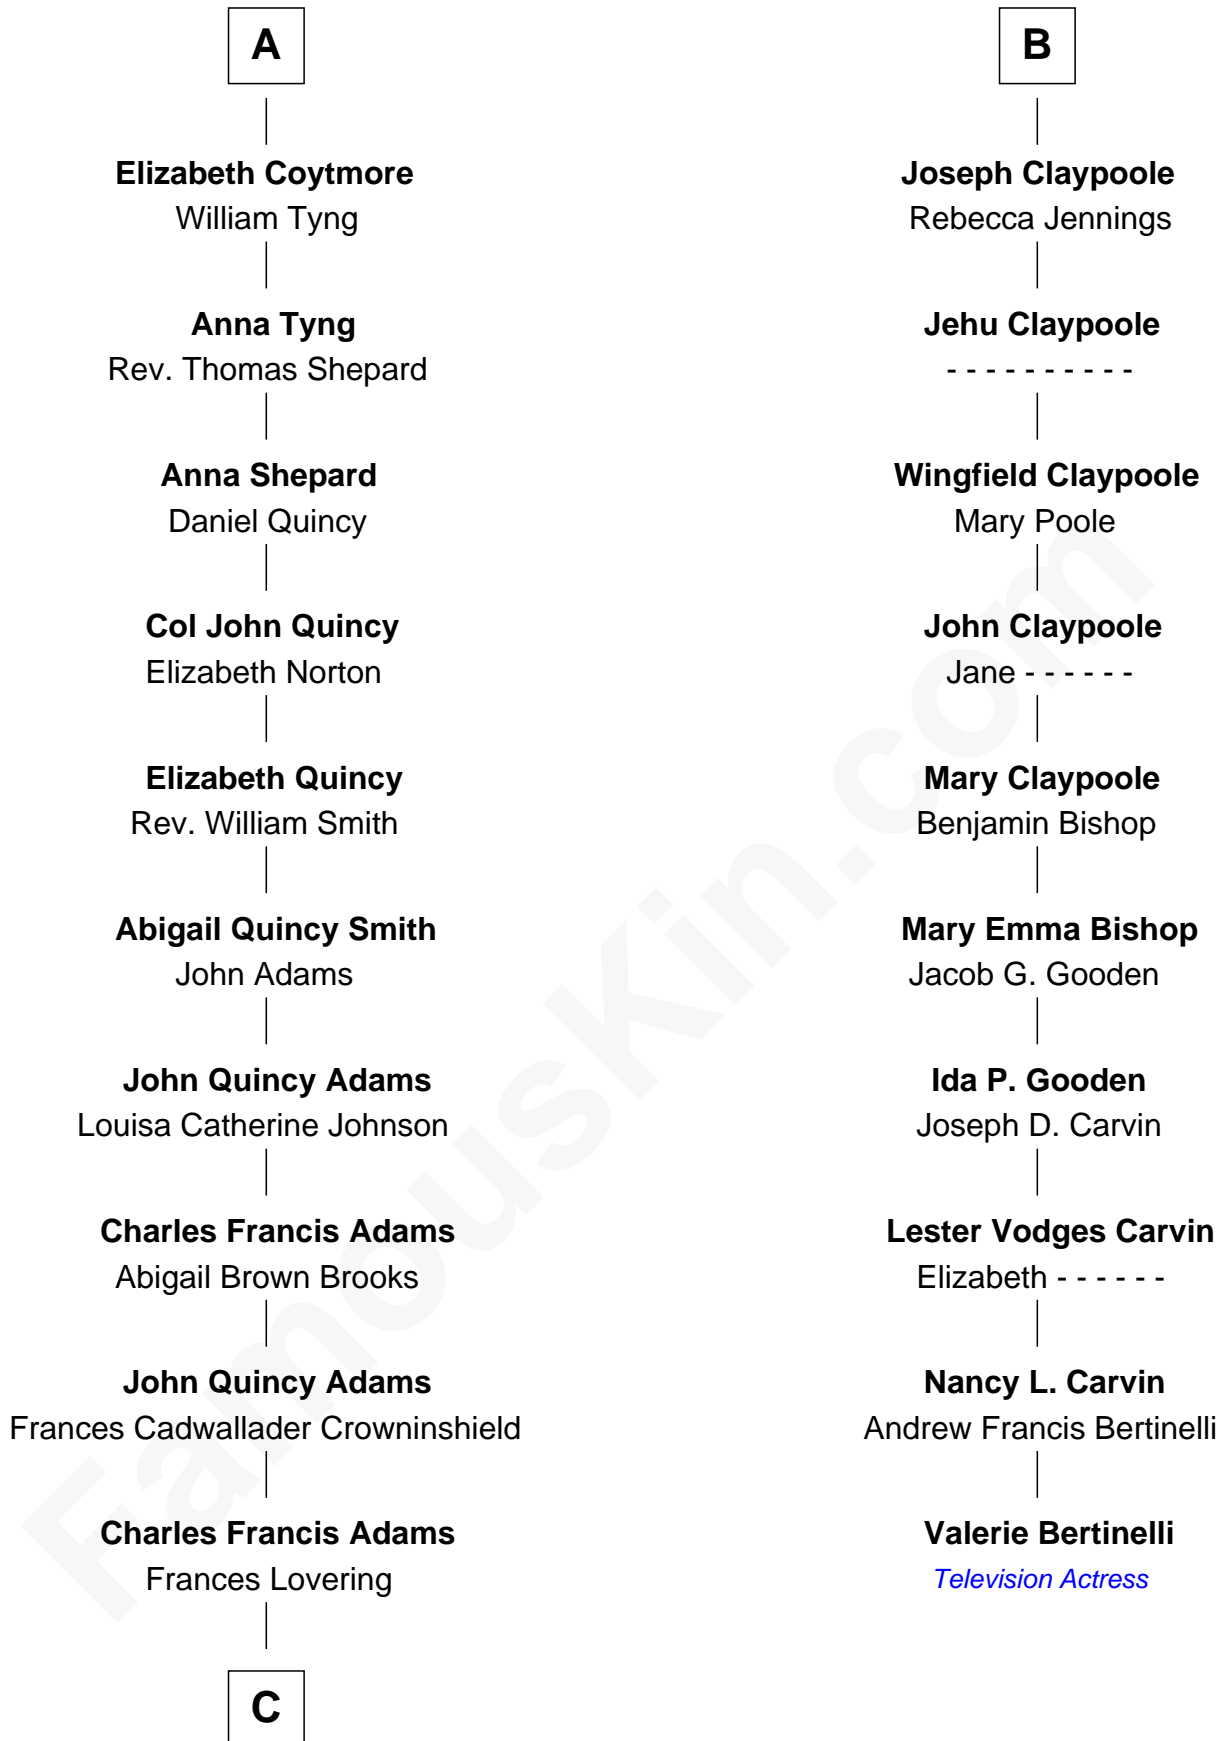 A
Elizabeth Coytmore
William Tyng
Anna Tyng
Rev. Thomas Shepard
Anna Shepard
Daniel Quincy
Col John Quincy
Elizabeth Norton
Elizabeth Quincy
Rev. William Smith
Abigail Quincy Smith
John Adams
John Quincy Adams
Louisa Catherine Johnson
Charles Francis Adams
Abigail Brown Brooks
John Quincy Adams
Frances Cadwallader Crowninshield
Charles Francis Adams
Frances Lovering
C
B
Joseph Claypoole
Rebecca Jennings
Jehu Claypoole
- - - - - - - - - -
Wingfield Claypoole
Mary Poole
John Claypoole
Jane - - - - - -
Mary Claypoole
Benjamin Bishop
Mary Emma Bishop
Jacob G. Gooden
Ida P. Gooden
Joseph D. Carvin
Lester Vodges Carvin
Elizabeth - - - - - -
Nancy L. Carvin
Andrew Francis Bertinelli
Valerie Bertinelli
Television Actress
FamousKin.com